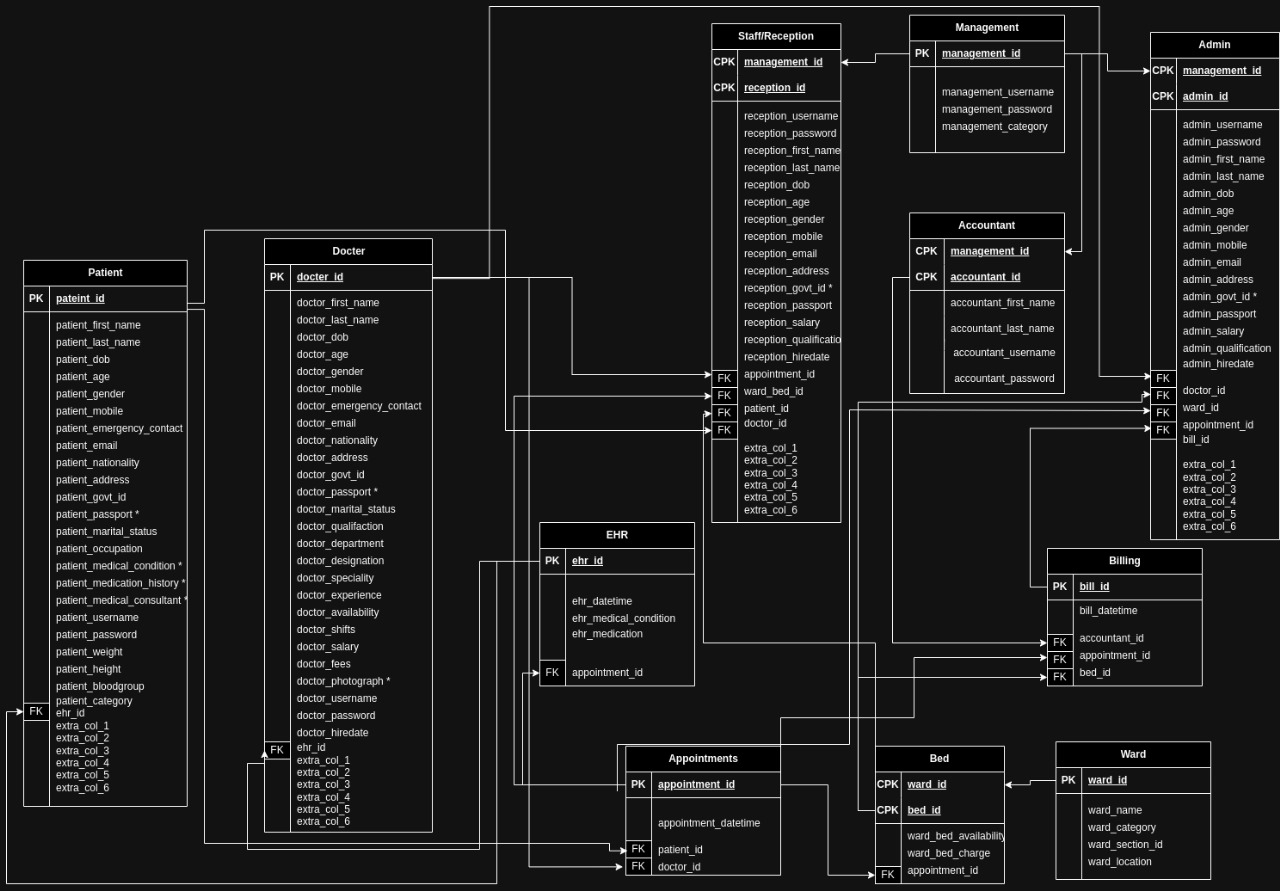 Patient
PK pateint_id
patient_first_name
patient_last_name
patient_dob
patient_age
patient_gender
patient_mobile
patient_emergency_contact
patient_email
patient_nationality
patient_address
patient_govt_id
patient_passport *
patient_marital_status
patient_occupation
patient_medical_condition *
patient_medication_history *
patient_medical_consultant *
patient_username
patient_password
patient_weight
patient_height
patient_bloodgroup
patient_category
FK ehr_id
extra_col_1
extra_col_2
extra_col_3
extra_col_4
extra_col_5
extra_col_6
Docter
PK docter_id
doctor_first_name
doctor_last_name
doctor_dob
doctor_age
doctor_gender
doctor_mobile
doctor_emergency_contact
doctor_email
doctor_nationality
doctor_address
doctor_govt_id
doctor_passport *
doctor_marital_status
doctor_qualifaction
doctor_department
doctor_designation
doctor_speciality
doctor_experience
doctor_availability
doctor_shifts
doctor_salary
doctor_fees
doctor_photograph *
doctor_username
doctor_password
doctor_hiredate
FK ehr_id
extra_col_1
extra_col_2
extra_col_3
extra_col_4
extra_col_5
extra_col_6
Staff/Reception
CPK management_id
CPK reception_id
reception_username
reception_password
reception_first_name
reception_last_name
reception_dob
reception_age
reception_gender
reception_mobile
reception_email
reception_address
reception_govt_id *
reception_passport
reception_salary
reception_qualificatio
reception_hiredate
FK appointment_id
FK ward_bed_id
FK patient_id
FK doctor_id
extra_col_1
extra_col_2
extra_col_3
extra_col_4
extra_col_5
extra_col_6
Management
PK management_id
management_username
management_password
management_category
Accountant
CPK management_id
CPK accountant_id
accountant_first_name
accountant_last_name
accountant_username
accountant_password
Admin
CPK management_id
CPK admin_id
admin_username
admin_password
admin_first_name
admin_last_name
admin_dob
admin_age
admin_gender
admin_mobile
admin_email
admin_address
admin_govt_id *
admin_passport
admin_salary
admin_qualification
admin_hiredate
FK doctor_id
FK ward_id
FK appointment_id
FK bill_id
extra_col_1
extra_col_2
extra_col_3
extra_col_4
extra_col_5
extra_col_6
EHR
PK ehr_id
ehr_datetime
ehr_medical_condition
ehr_medication
FK appointment_id
Billing
PK bill_id
bill_datetime
FK accountant_id
FK appointment_id
FK bed_id
Appointments
PK appointment_id
appointment_datetime
FK patient_id
FK doctor_id
Bed
CPK ward_id
CPK bed_id
ward_bed_availability
ward_bed_charge
FK appointment_id
Ward
PK ward_id
ward_name
ward_category
ward_section_id
ward_location